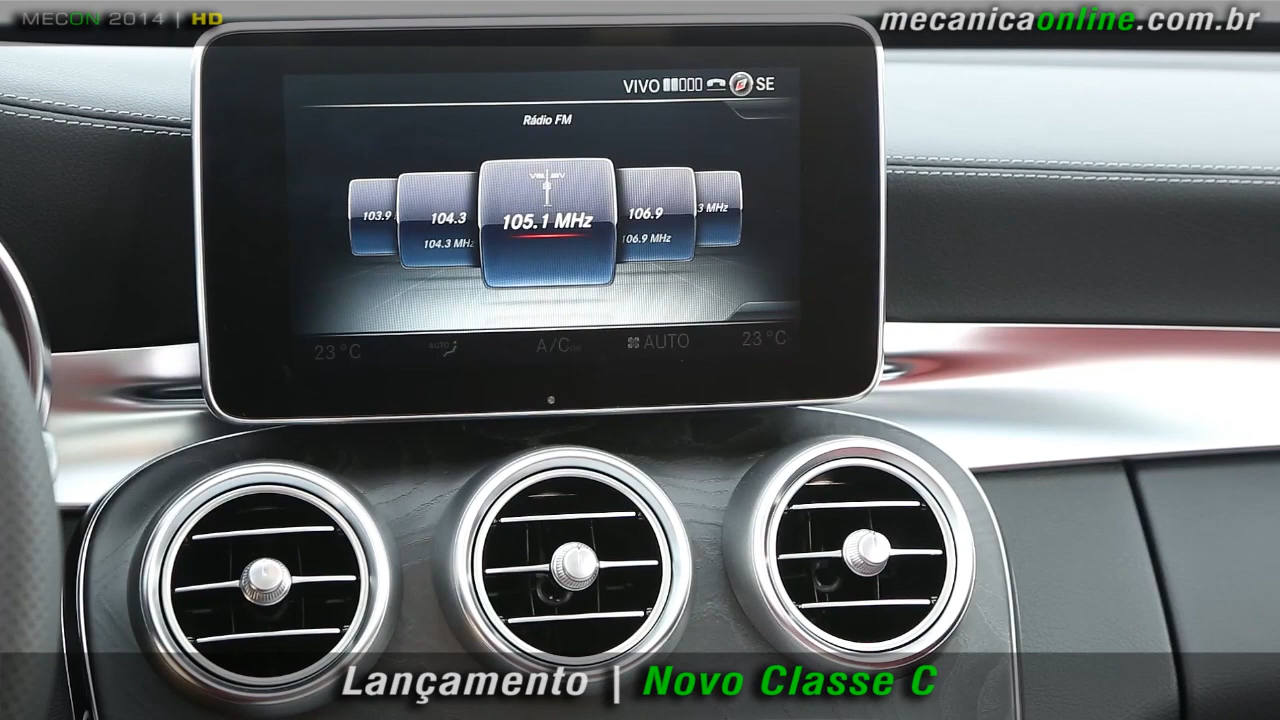 MECON 2014 | HD
mecanicaonline.com.br
VIVO SE
Rádio FM
103.9 104.3 105.1 MHz 106.9 3 MHz
104.3 MHz 106.9 MHz
23°C AUTO A/C AUTO 23°C
Lançamento | Novo Classe C